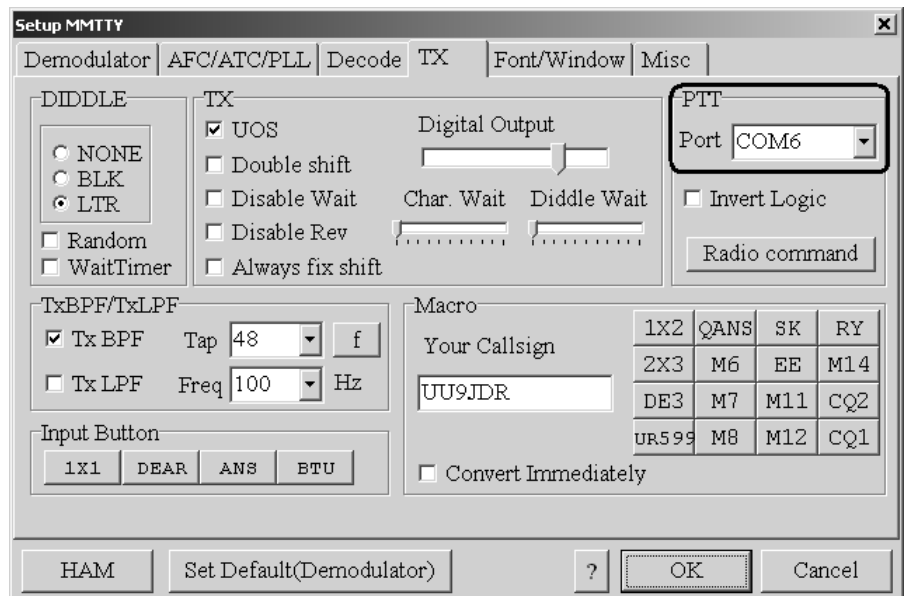 Setup MMTTY
Demodulator AFC/ATC/PLL Decode TX Font/Window Misc
DIDDLE
NONE
BLK
LTR
Random
WaitTimer
TX
UOS
Double shift
Disable Wait
Disable Rev
Always fix shift
Digital Output
Char. Wait Diddle Wait
PTT
Port COM6
Invert Logic
Radio command
TxBPF/TxLPF
Tx BPF Tap 48 f
Tx LPF Freq 100 Hz
Input Button
1X1 DEAR ANS BTU
Macro
Your Callsign
UU9JDR
Convert Immediately
1X2 QANS SK RY
2X3 M6 EE M14
DE3 M7 M11 CQ2
UR599 M8 M12 CQ1
HAM Set Default(Demodulator) ? OK Cancel